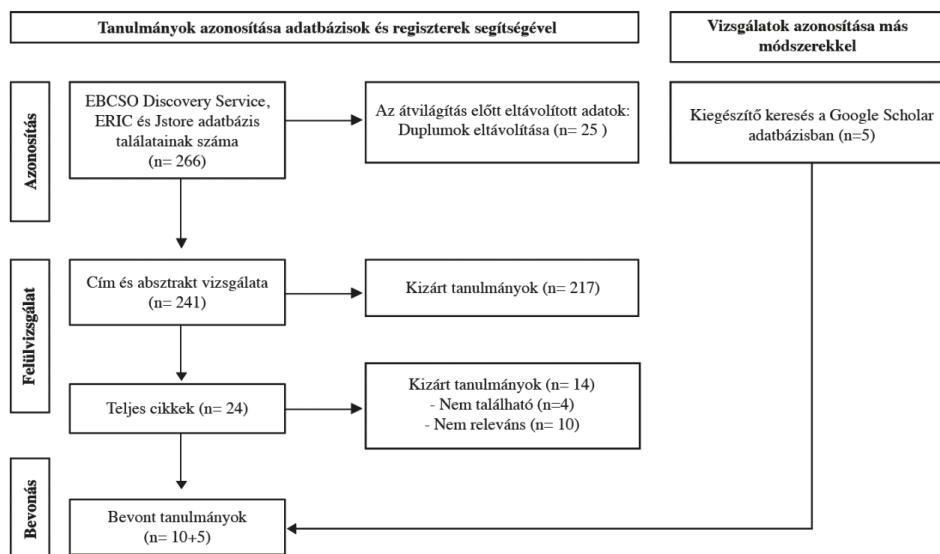 Tanulmányok azonosítása adatbázisok és regiszterek segítségével
Vizsgálatok azonosítása más
módszerekkel
Azonosítás
EBCSO Discovery Service,
ERIC és Jstore adatbázis
találatainak száma
(n= 266)
Az átvilágítás előtt eltávolított adatok:
Duplumok eltávolítása (n= 25 )
Kiegészítő keresés a Google Scholar
adatbázisban (n=5)
Felülvizsgálat
Cím és absztrakt vizsgálata
(n= 241)
Kizárt tanulmányok (n= 217)
Teljes cikkek (n= 24)
Kizárt tanulmányok (n= 14)
- Nem található (n=4)
- Nem releváns (n= 10)
Bevonás
Bevont tanulmányok
(n= 10+5)